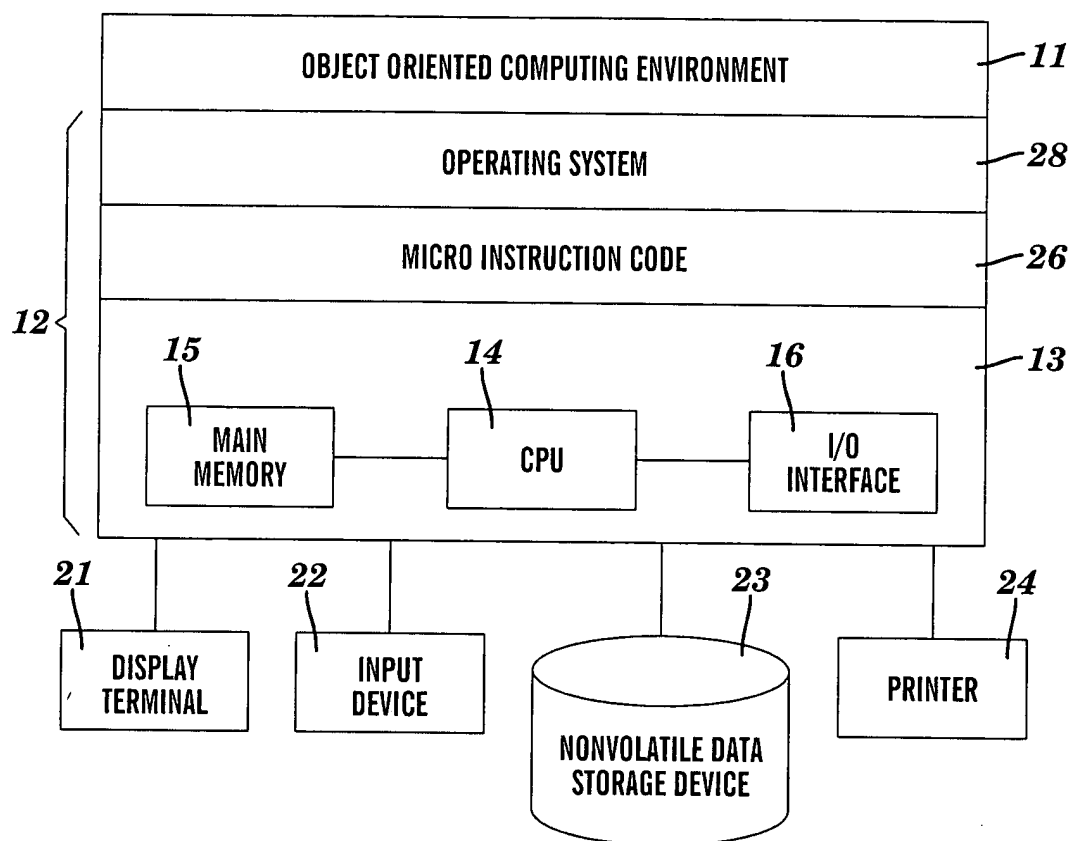 OBJECT ORIENTED COMPUTING ENVIRONMENT
11
OPERATING SYSTEM
28
MICRO INSTRUCTION CODE
26
12
13
15
14
16
MAIN
MEMORY
CPU
I/O
INTERFACE
21
22
23
24
DISPLAY
TERMINAL
INPUT
DEVICE
NONVOLATILE DATA
STORAGE DEVICE
PRINTER